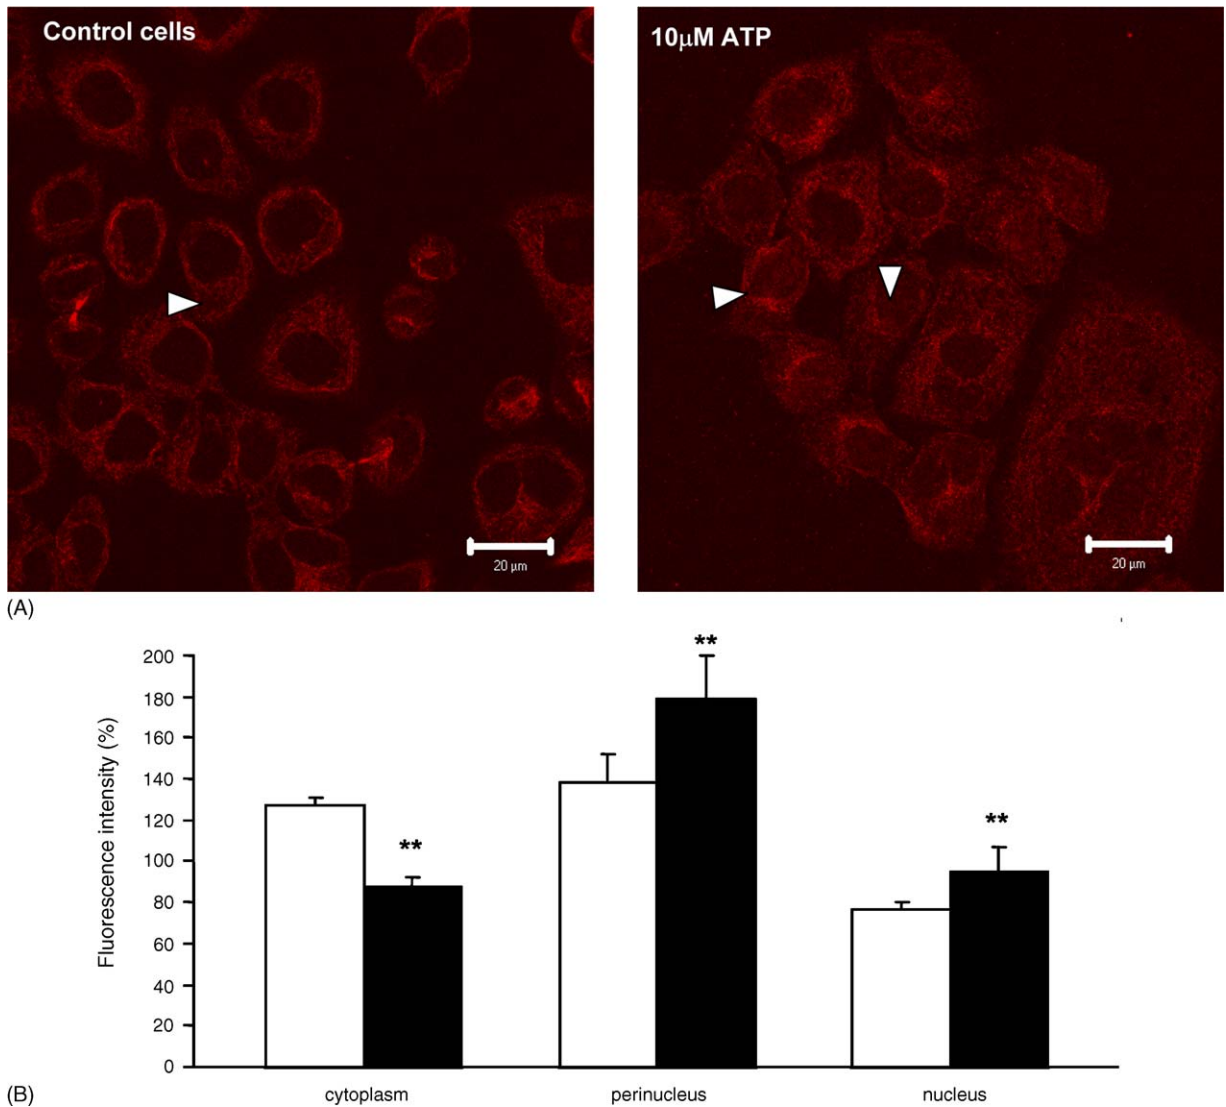 Control cells
10μM ATP
20 μm
20 μm
(A)
200
180
160
140
120
100
80
60
40
20
0
Fluorescence intensity (%)
**
**
**
cytoplasm
perinucleus
nucleus
(B)